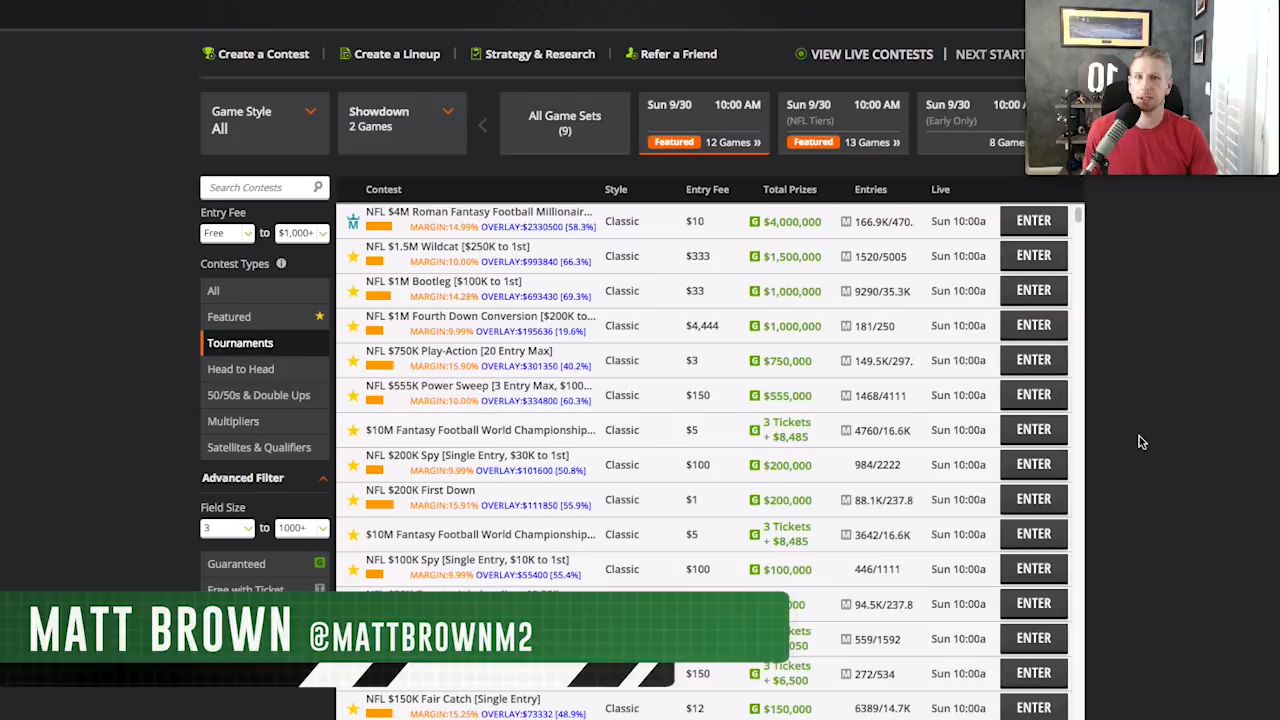 Create a Contest
Create a Lineup
Strategy & Research
Refer a Friend
VIEW LIVE CONTESTS
NEXT START
10
Game Style
All
Showdown
2 Games
All Game Sets
(9)
Sun 9/30 10:00 AM
Featured 12 Games »
Sun 9/30 10:02 AM
(NFL Tiers)
Featured 13 Games »
Sun 9/30 10:00
(Early Only)
8 Game
Search Contests
Entry Fee
Free to $1,000+
Contest Types
All
Featured
Tournaments
Head to Head
50/50s & Double Ups
Multipliers
Satellites & Qualifiers
Advanced Filter
Field Size
3 to 1000+
Guaranteed G
Free with Ticket T
Contest Style Entry Fee Total Prizes Entries Live
NFL $4M Roman Fantasy Football Millionair...
MARGIN:14.99% OVERLAY:$2330500 [58.3%]
Classic $10 G $4,000,000 M 166.9K/470. Sun 10:00a ENTER
NFL $1.5M Wildcat [$250K to 1st]
MARGIN:10.00% OVERLAY:$993840 [66.3%]
Classic $333 G $1,500,000 M 1520/5005 Sun 10:00a ENTER
NFL $1M Bootleg [$100K to 1st]
MARGIN:14.28% OVERLAY:$693430 [69.3%]
Classic $33 G $1,000,000 M 9290/35.3K Sun 10:00a ENTER
NFL $1M Fourth Down Conversion [$200K to...
MARGIN:9.99% OVERLAY:$195636 [19.6%]
Classic $4,444 G $1,000,000 M 181/250 Sun 10:00a ENTER
NFL $750K Play-Action [20 Entry Max]
MARGIN:15.90% OVERLAY:$301350 [40.2%]
Classic $3 G $750,000 M 149.5K/297. Sun 10:00a ENTER
NFL $555K Power Sweep [3 Entry Max, $100...
MARGIN:10.00% OVERLAY:$334800 [60.3%]
Classic $150 G $555,000 M 1468/4111 Sun 10:00a ENTER
$10M Fantasy Football World Championship...
Classic $5 G 3 Tickets + $8,485 M 4760/16.6K Sun 10:00a ENTER
NFL $200K Spy [Single Entry, $30K to 1st]
MARGIN:9.99% OVERLAY:$101600 [50.8%]
Classic $100 G $200,000 984/2222 Sun 10:00a ENTER
NFL $200K First Down
MARGIN:15.91% OVERLAY:$111850 [55.9%]
Classic $1 G $200,000 M 88.1K/237.8 Sun 10:00a ENTER
$10M Fantasy Football World Championship...
Classic $5 G 3 Tickets + $8,485 M 3642/16.6K Sun 10:00a ENTER
NFL $100K Spy [Single Entry, $10K to 1st]
MARGIN:9.99% OVERLAY:$55400 [55.4%]
Classic $100 G $100,000 446/1111 Sun 10:00a ENTER
000 M 94.5K/237.8 Sun 10:00a ENTER
kets
050 M 559/1592 Sun 10:00a ENTER
$150 G 3 Tickets + $6,500 M 272/534 Sun 10:00a ENTER
NFL $150K Fair Catch [Single Entry]
MARGIN:15.25% OVERLAY:$73332 [48.9%]
Classic $12 G $150,000 6389/14.7K Sun 10:00a ENTER
MATT BROWN @MATTBROWNM2